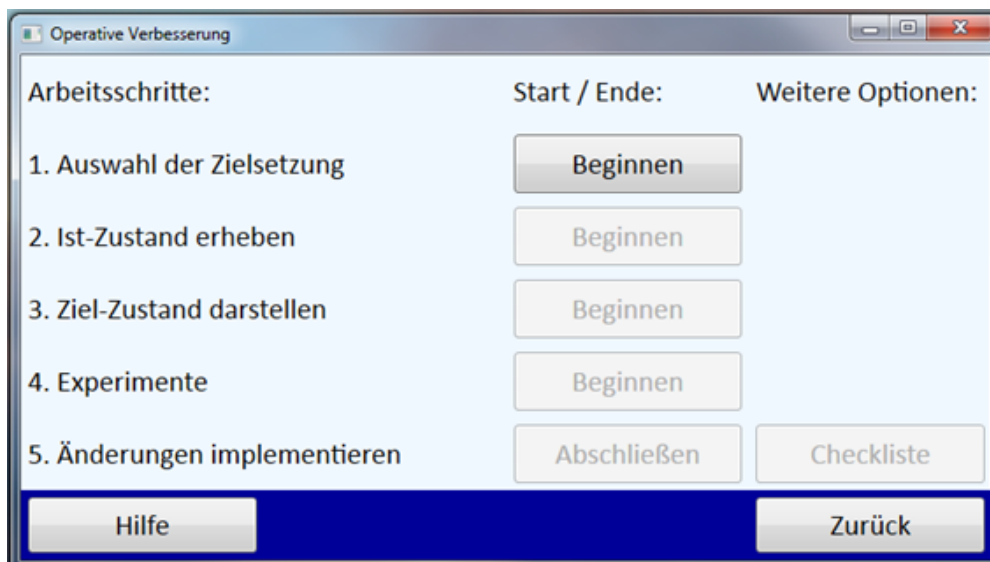 Operative Verbesserung
Arbeitsschritte: Start / Ende: Weitere Optionen:
1. Auswahl der Zielsetzung Beginnen
2. Ist-Zustand erheben Beginnen
3. Ziel-Zustand darstellen Beginnen
4. Experimente Beginnen
5. Änderungen implementieren Abschließen Checkliste
Hilfe Zurück